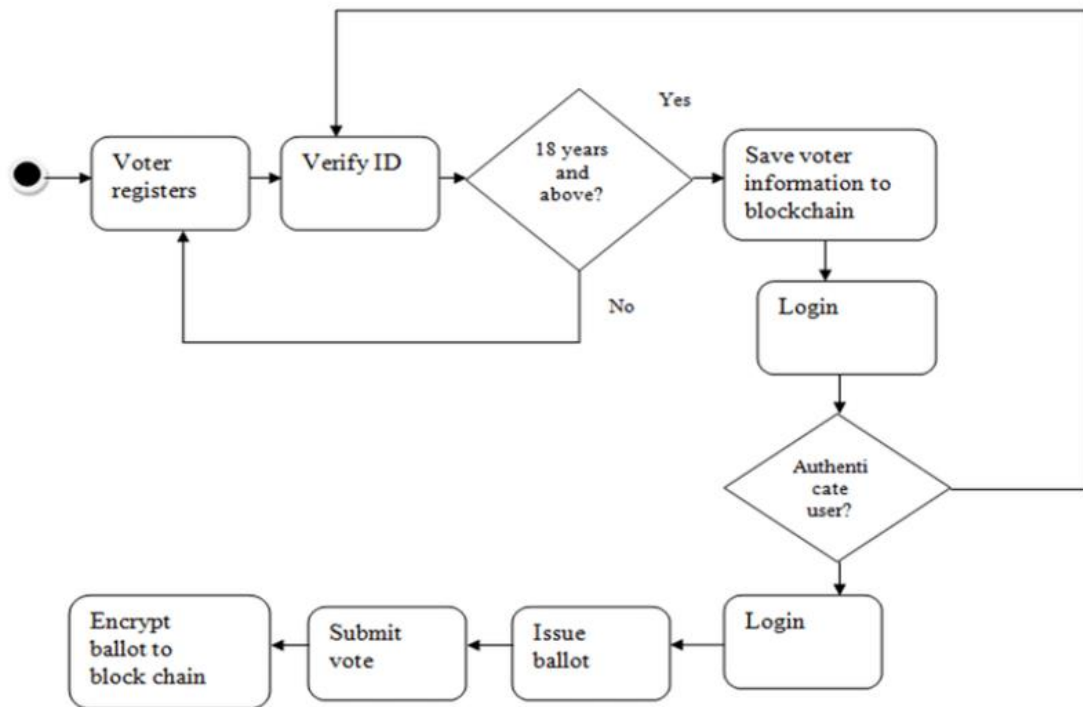 Yes
Voter
registers
Verify ID
18 years
and
above?
Save voter
information to
blockchain
No
Login
Authenti
cate
user?
Encrypt
ballot to
block chain
Submit
vote
Issue
ballot
Login